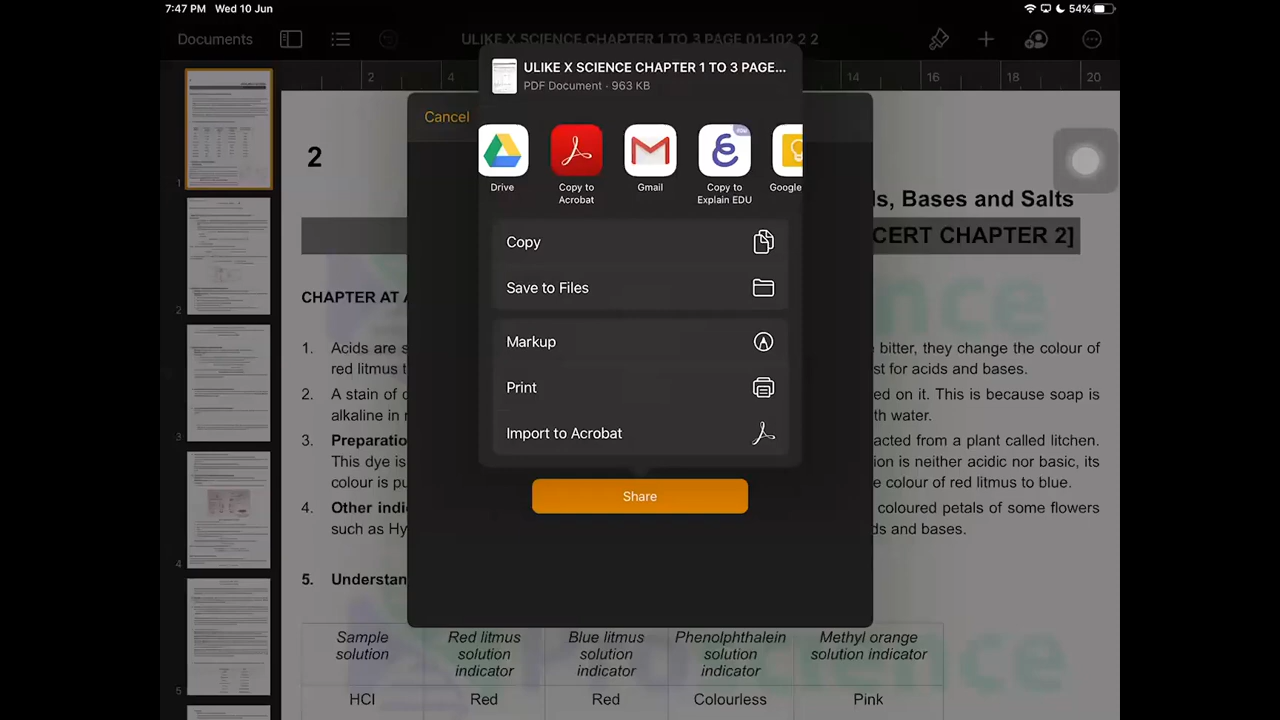 7:47 PM Wed 10 Jun
54%
Documents
ULIKE X SCIENCE CHAPTER 1 TO 3 PAGE 01-102 2 2
2 4 14 16 18 20
ULIKE X SCIENCE CHAPTER 1 TO 3 PAGE...
PDF Document · 963 KB
Cancel
Drive
Copy to
Acrobat
Gmail
Copy to
Explain EDU
Google
Copy
Save to Files
Markup
Print
Import to Acrobat
Share
1
2
3
4
5
2
ds, Bases and Salts
CERT CHAPTER 2]
CHAPTER AT A
1. Acids are s bitter, they change the colour of
red litmus t st for acids and bases.
2. A stain of c ed on it. This is because soap is
alkaline in r th water.
3. Preparatio acted from a plant called litchen.
This dye is ion is neither acidic nor basic, its
colour is pu e colour of red litmus to blue.
4. Other indic coloured petals of some flowers
such as Hy ds and bases.
5. Understan
Sample
solution
Red litmus
solution
indicator
Blue litmus
solution
indicator
Phenolphthalein
solution
indicator
Methyl orange
solution indicator
HCl Red Red Colourless Pink